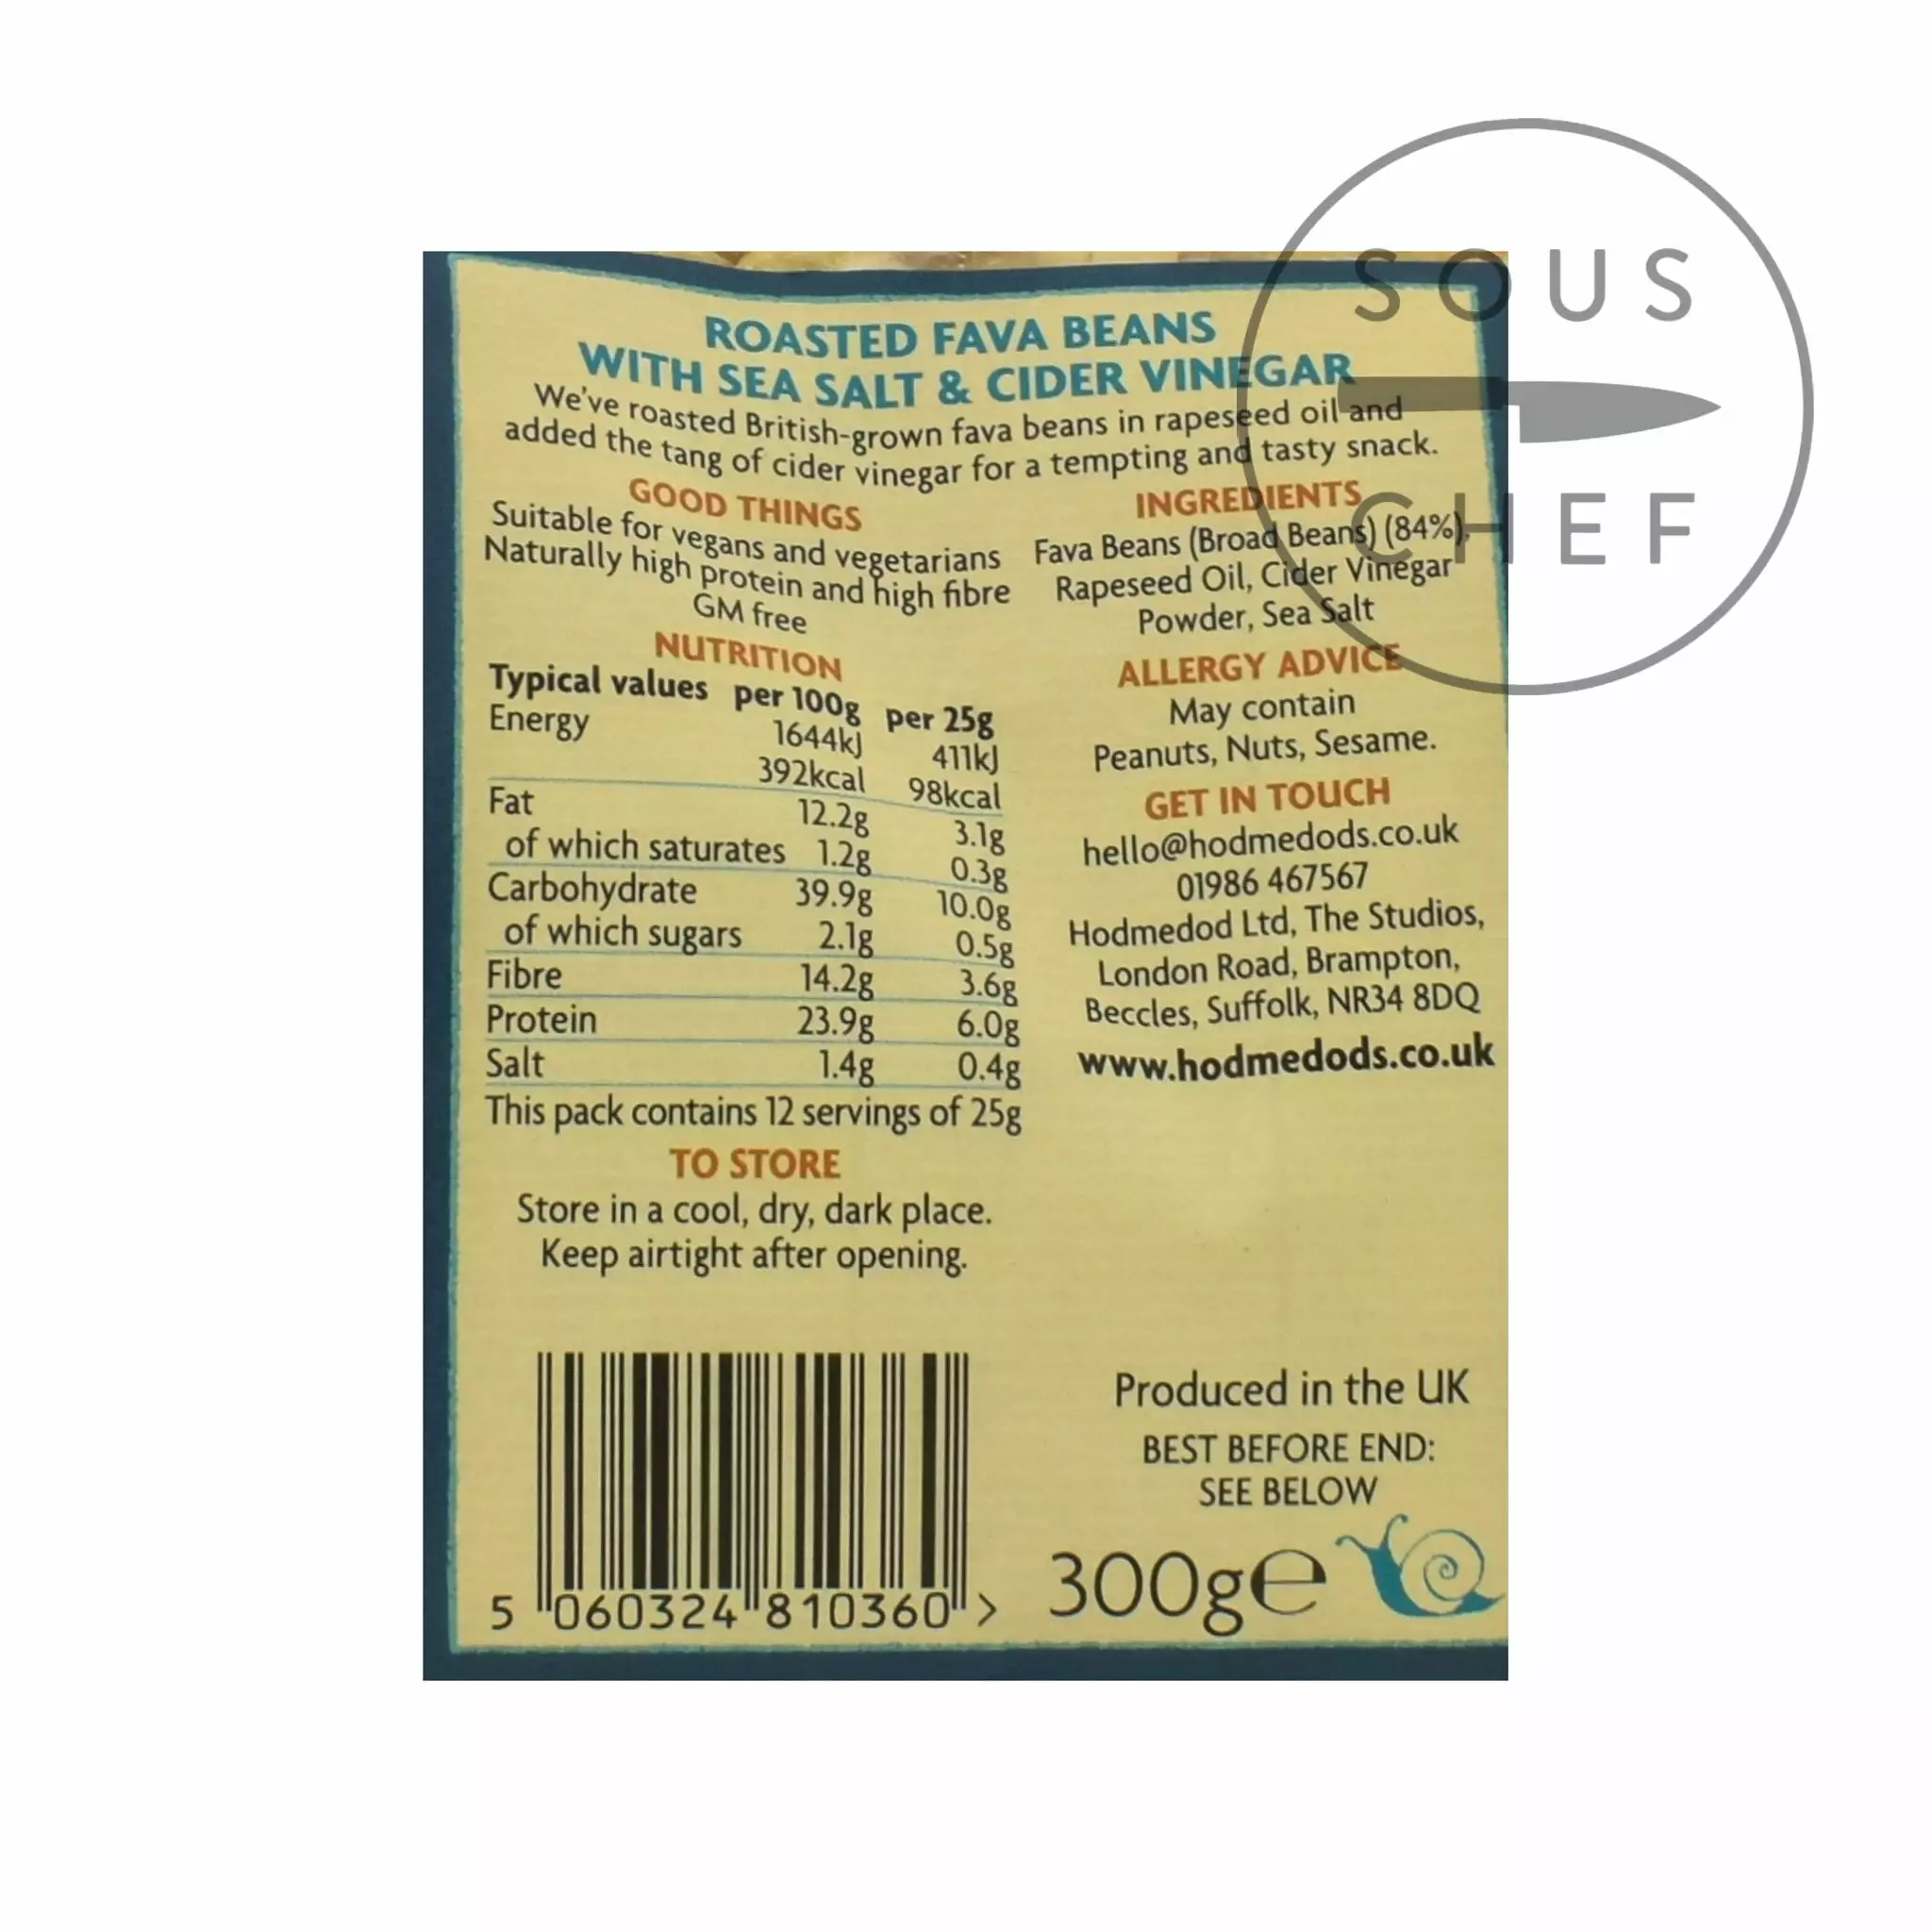 SOUS
CHEF
ROASTED FAVA BEANS
WITH SEA SALT & CIDER VINEGAR
We've roasted British-grown fava beans in rapeseed oil and
added the tang of cider vinegar for a tempting and tasty snack.
GOOD THINGS
Suitable for vegans and vegetarians
Naturally high protein and high fibre
GM free
NUTRITION
Typical values per 100g per 25g
Energy 1644kJ 411kJ
392kcal 98kcal
Fat 12.2g 3.1g
of which saturates 1.2g 0.3g
Carbohydrate 39.9g 10.0g
of which sugars 2.1g 0.5g
Fibre 14.2g 3.6g
Protein 23.9g 6.0g
Salt 1.4g 0.4g
This pack contains 12 servings of 25g
TO STORE
Store in a cool, dry, dark place.
Keep airtight after opening.
5 060324 810360 >
INGREDIENTS
Fava Beans (Broad Beans) (84%),
Rapeseed Oil, Cider Vinegar
Powder, Sea Salt
ALLERGY ADVICE
May contain
Peanuts, Nuts, Sesame.
GET IN TOUCH
hello@hodmedods.co.uk
01986 467567
Hodmedod Ltd, The Studios,
London Road, Brampton,
Beccles, Suffolk, NR34 8DQ
www.hodmedods.co.uk
Produced in the UK
BEST BEFORE END:
SEE BELOW
300g℮